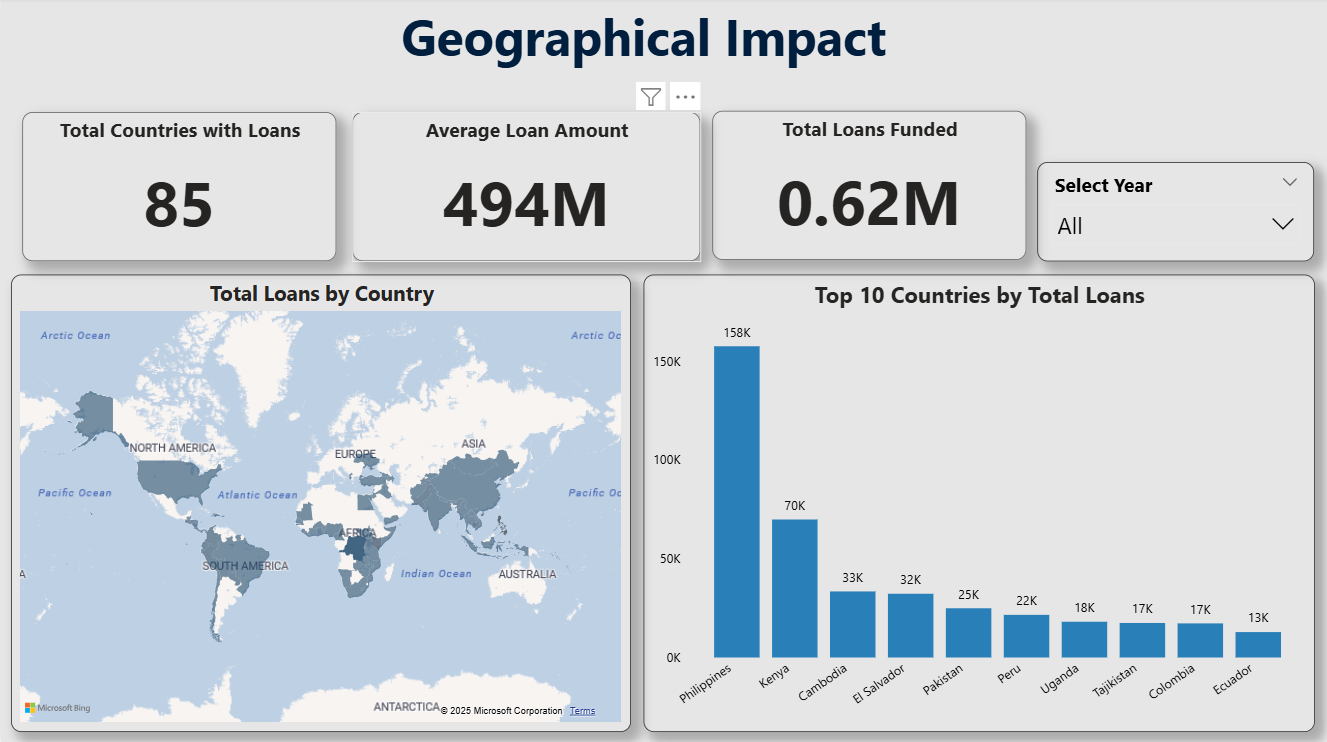 Geographical Impact
Total Countries with Loans
85
Average Loan Amount
494M
Total Loans Funded
0.62M
Select Year
All
Total Loans by Country
Arctic Ocean
Arctic Oc
NORTH AMERICA
EUROPE
ASIA
Pacific Ocean
Atlantic Ocean
Pacific Oc
AFRICA
SOUTH AMERICA
Indian Ocean
AUSTRALIA
A
ANTARCTICA
Microsoft Bing
© 2025 Microsoft Corporation Terms
Top 10 Countries by Total Loans
150K
100K
50K
0K
158K
70K
33K
32K
25K
22K
18K
17K
17K
13K
Philippines
Kenya
Cambodia
El Salvador
Pakistan
Peru
Uganda
Tajikistan
Colombia
Ecuador